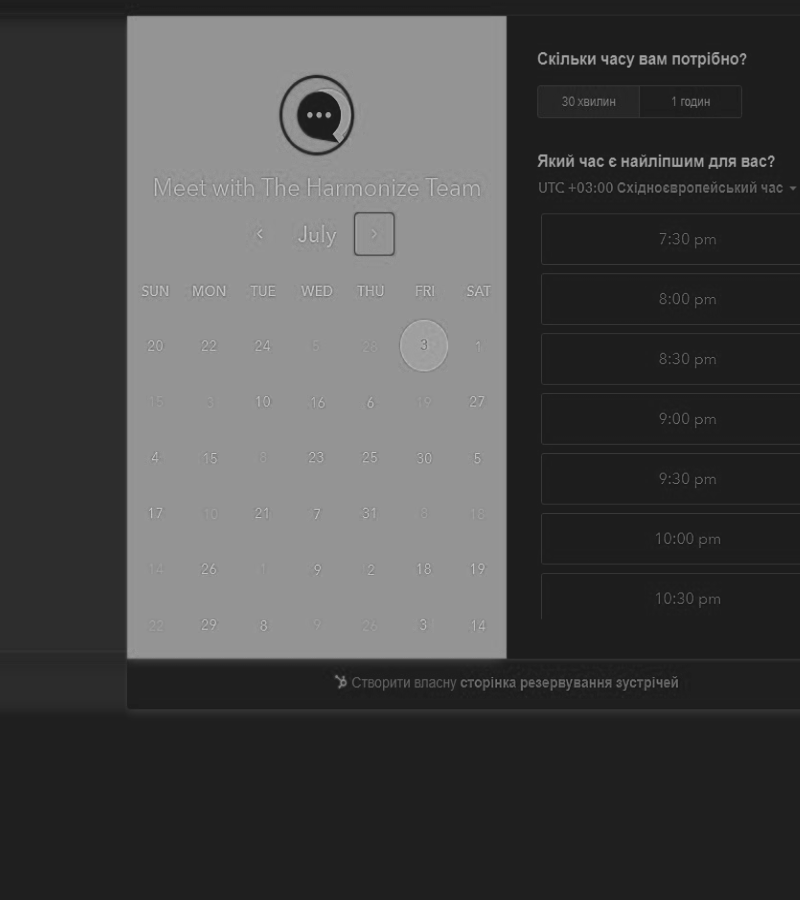 Meet with The Harmonize Team
July
SUN MON TUE WED THU FRI SAT
20 22 24 3 1
3 10 16 6 19 27
4 15 8 23 25 30 5
17 10 21 7 31 8
14 26 1 9 2 18 19
22 29 8 9 26 3 14
Скільки часу вам потрібно?
30 хвилин 1 годин
Який час є найліпшим для вас?
UTC +03:00 Східноєвропейський час
7:30 pm
8:00 pm
8:30 pm
9:00 pm
9:30 pm
10:00 pm
10:30 pm
Створити власну сторінка резервування зустрічей